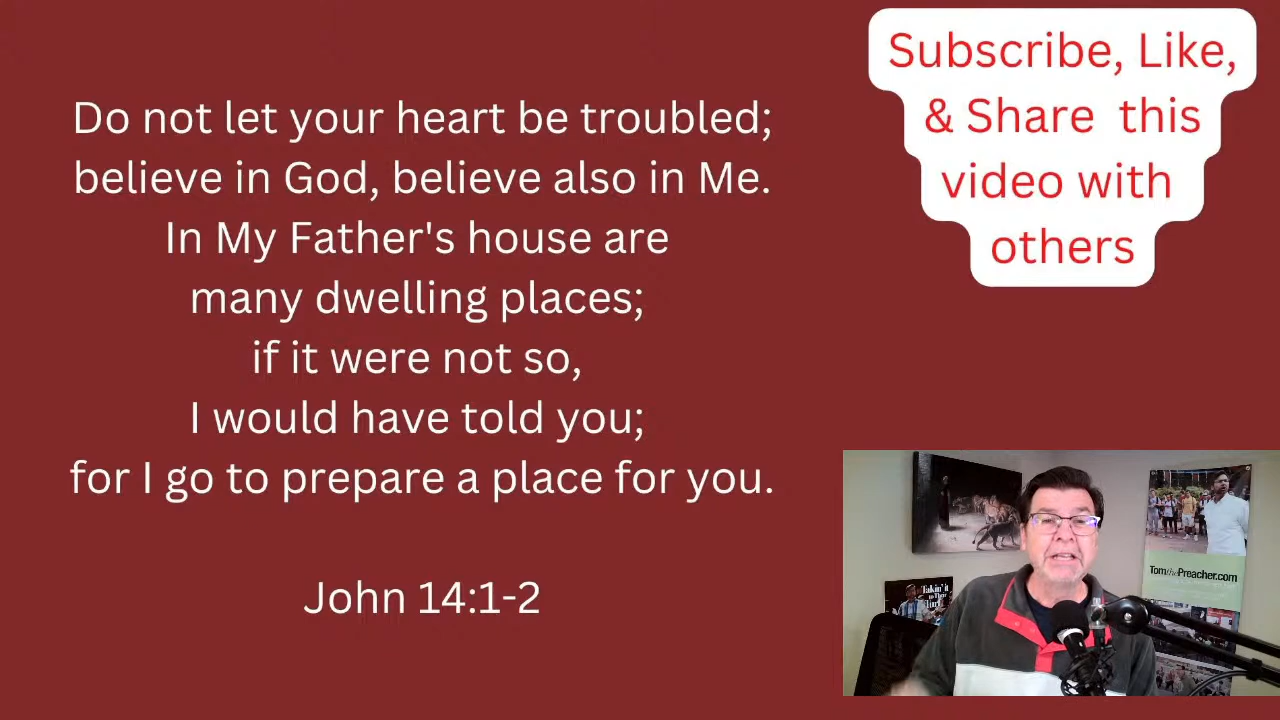 Do not let your heart be troubled;
believe in God, believe also in Me.
In My Father's house are
many dwelling places;
if it were not so,
I would have told you;
for I go to prepare a place for you.
John 14:1-2
Subscribe, Like,
& Share this
video with
others
Takin' it
TomthePreacher.com